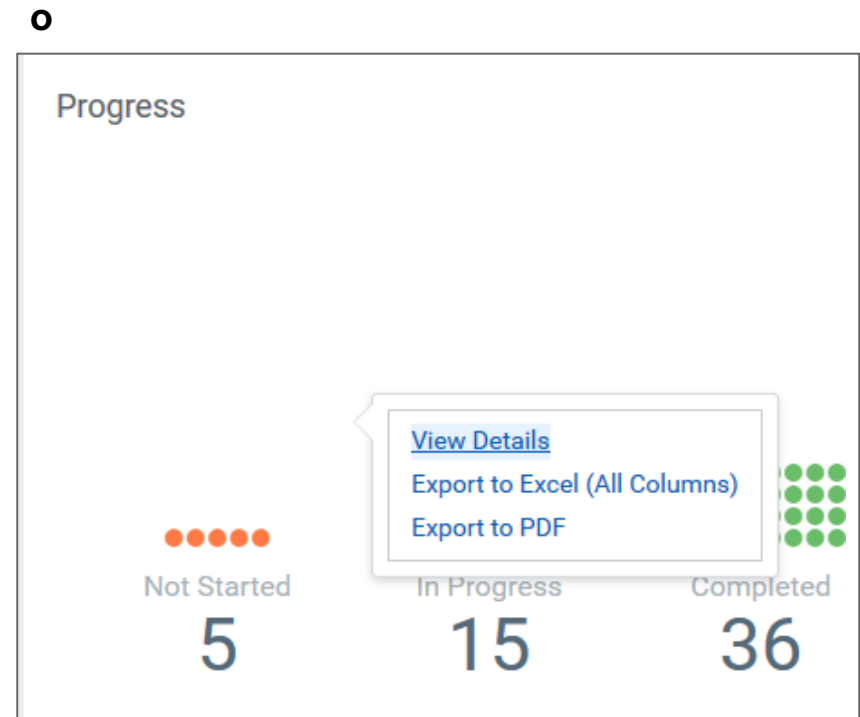 o
Progress
View Details
Export to Excel (All Columns)
Export to PDF
Not Started In Progress Completed
5 15 36